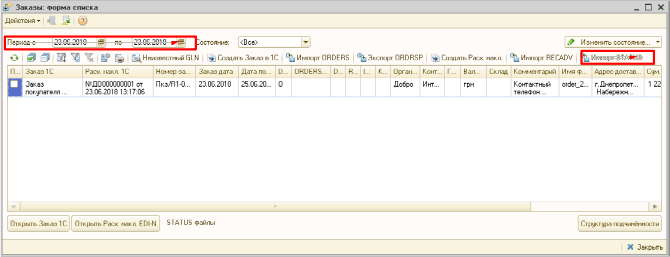 Заказы: форма списка
Действия
Период с 23.06.2018 по 23.06.2018 Состояние: <Все> Изменить состояние...
Неизвестный GLN Создать Заказ в 1С Импорт ORDERS Экспорт ORDRSP Создать Расх. накл. Импорт RECADV Импорт STATUS
П... Заказ 1С Расх. накл. 1С Номер за... Заказ дата Дата по... D... ORDERS... D... R... I... К... Орган... Конт... Г... Вал... Склад Комментарий Имя Ф... Адрес достав... Сум.
Заказ №ДО000000001 от Пкз/П1-0... 23.06.2018 25.06.20... О Добро Инт... грн Контактный order_2... г.Днепропет... 1 22
покупателя ... 23.06.2018 13:17:06 телефон ... Набережн...
Открыть Заказ 1С Открыть Расх. накл. EDI-N STATUS файлы Структура подчинённости
Закрыть